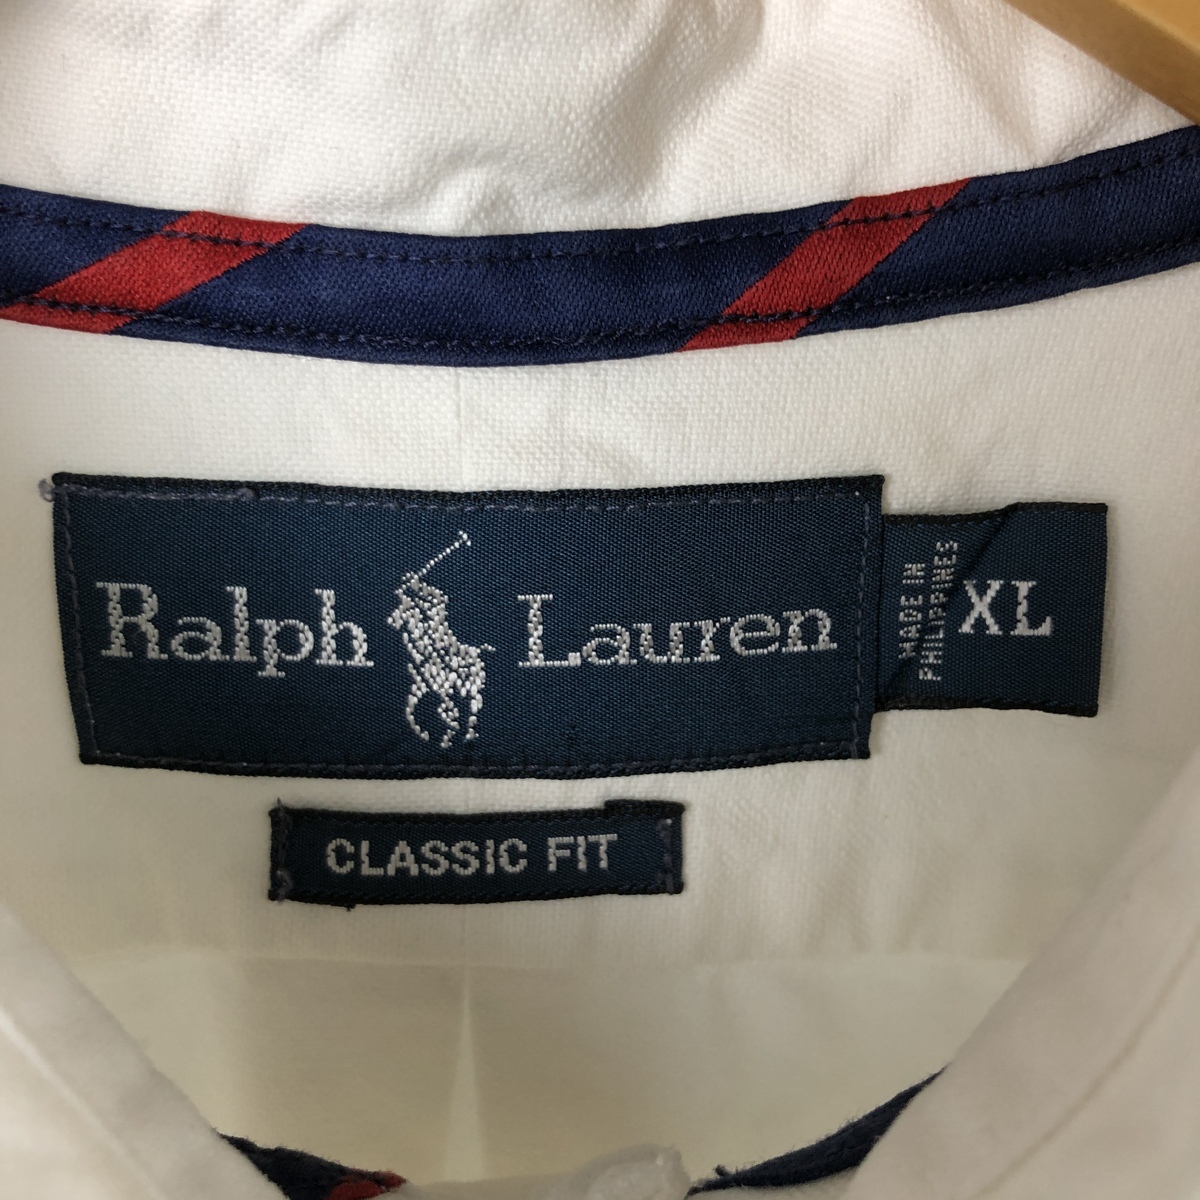 Ralph Lauren
MADE IN
PHILIPPINES
XL
CLASSIC FIT